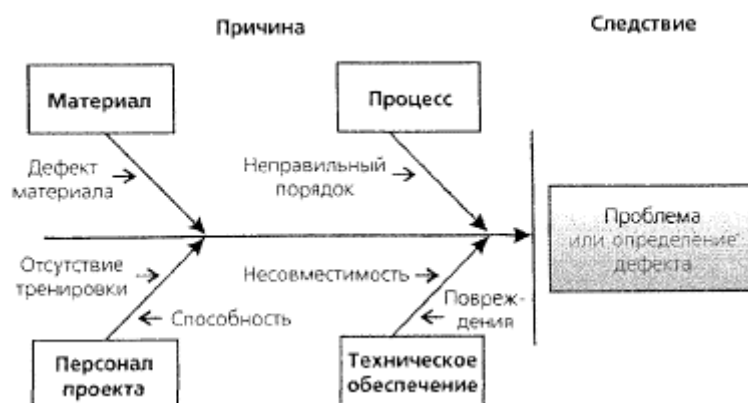 Причина
Следствие
Материал
Процесс
Дефект
материала
Неправильный
порядок
Проблема
или определение
дефекта
Отсутствие
тренировки
Несовместимость
Способность
Повреж-
дения
Персонал
проекта
Техническое
обеспечение